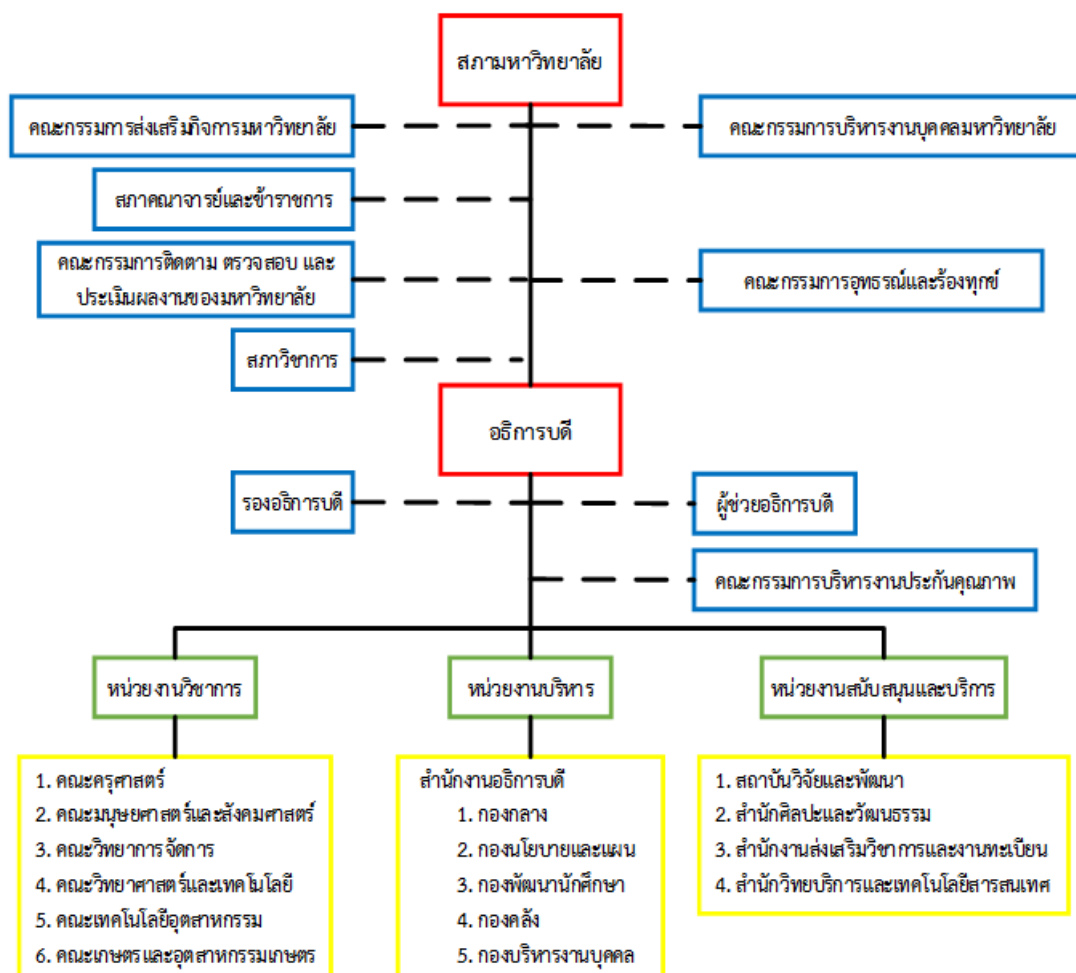 สภามหาวิทยาลัย
คณะกรรมการส่งเสริมกิจการมหาวิทยาลัย
คณะกรรมการบริหารงานบุคคลมหาวิทยาลัย
สภาคณาจารย์และข้าราชการ
คณะกรรมการติดตาม ตรวจสอบ และ
ประเมินผลงานของมหาวิทยาลัย
คณะกรรมการอุทธรณ์และร้องทุกข์
สภาวิชาการ
อธิการบดี
รองอธิการบดี
ผู้ช่วยอธิการบดี
คณะกรรมการบริหารงานประกันคุณภาพ
หน่วยงานวิชาการ
หน่วยงานบริหาร
หน่วยงานสนับสนุนและบริการ
1. คณะครุศาสตร์
2. คณะมนุษยศาสตร์และสังคมศาสตร์
3. คณะวิทยาการจัดการ
4. คณะวิทยาศาสตร์และเทคโนโลยี
5. คณะเทคโนโลยีอุตสาหกรรม
6. คณะเกษตรและอุตสาหกรรมเกษตร
สำนักงานอธิการบดี
1. กองกลาง
2. กองนโยบายและแผน
3. กองพัฒนานักศึกษา
4. กองคลัง
5. กองบริหารงานบุคคล
1. สถาบันวิจัยและพัฒนา
2. สำนักศิลปะและวัฒนธรรม
3. สำนักงานส่งเสริมวิชาการและงานทะเบียน
4. สำนักวิทยบริการและเทคโนโลยีสารสนเทศ